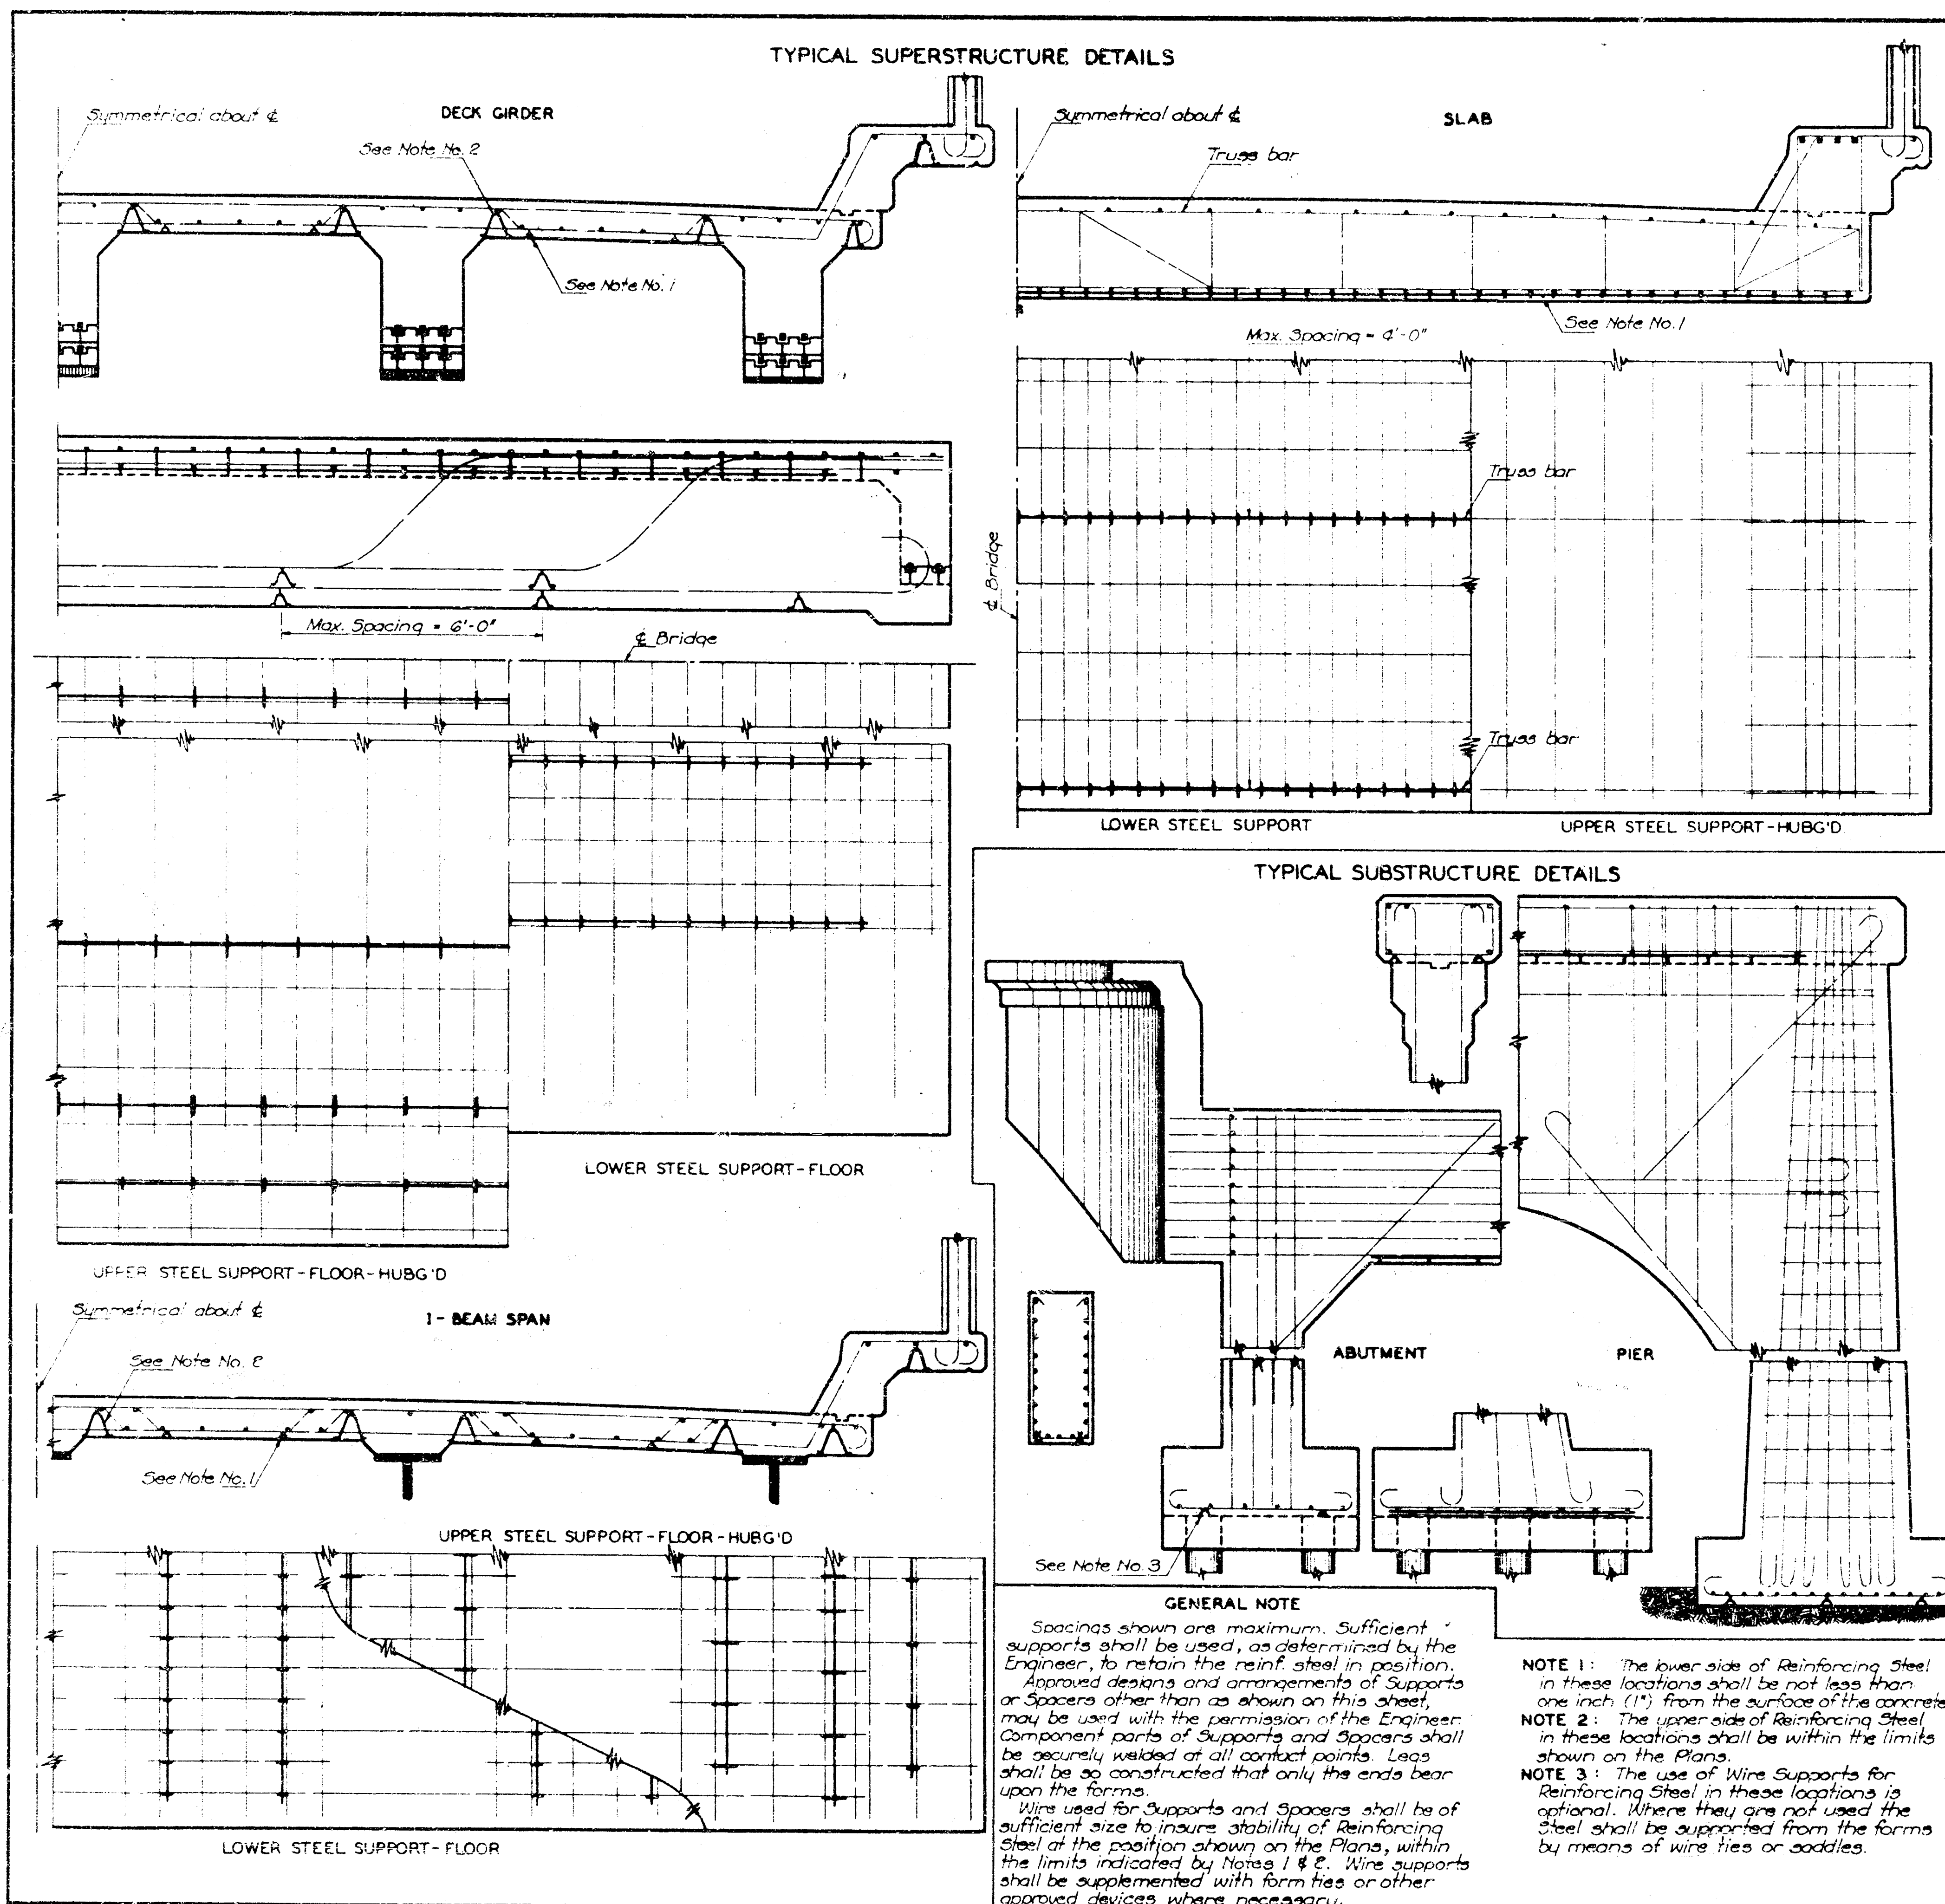 TYPICAL SUPERSTRUCTURE DETAILS
Symmetrical about ℄
DECK GIRDER
See Note No. 2
See Note No. 1
Symmetrical about ℄
SLAB
Truss bar
See Note No. 1
Max. Spacing = 4'-0"
Truss bar
℄ Bridge
Truss bar
LOWER STEEL SUPPORT
UPPER STEEL SUPPORT-HUBG'D.
Max. Spacing = 6'-0"
℄ Bridge
LOWER STEEL SUPPORT-FLOOR
UPPER STEEL SUPPORT-FLOOR-HUBG'D
Symmetrical about ℄
I-BEAM SPAN
See Note No. 2
See Note No. 1
UPPER STEEL SUPPORT-FLOOR-HUBG'D
LOWER STEEL SUPPORT-FLOOR
TYPICAL SUBSTRUCTURE DETAILS
ABUTMENT
PIER
See Note No. 3
GENERAL NOTE
Spacings shown are maximum. Sufficient
supports shall be used, as determined by the
Engineer, to retain the reinf. steel in position.
Approved designs and arrangements of Supports
or Spacers other than as shown on this sheet,
may be used with the permission of the Engineer.
Component parts of Supports and Spacers shall
be securely welded at all contact points. Legs
shall be so constructed that only the ends bear
upon the forms.
Wire used for Supports and Spacers shall be of
sufficient size to insure stability of Reinforcing
Steel at the position shown on the Plans, within
the limits indicated by Notes 1 & 2. Wire supports
shall be supplemented with form ties or other
approved devices where necessary.
NOTE 1: The lower side of Reinforcing Steel
in these locations shall be not less than
one inch (1") from the surface of the concrete
NOTE 2: The upper side of Reinforcing Steel
in these locations shall be within the limits
shown on the Plans.
NOTE 3: The use of Wire Supports for
Reinforcing Steel in these locations is
optional. Where they are not used the
Steel shall be supported from the forms
by means of wire ties or saddles.